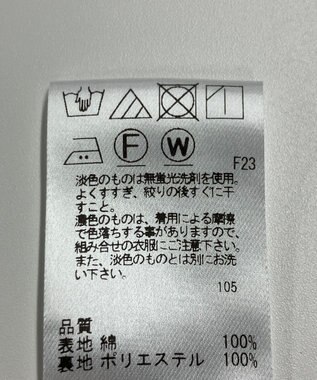 F W
F23
淡色のものは無蛍光洗剤を使用。
よくすすぎ、絞りの後すぐに干
すこと。
濃色のものは、着用による摩擦
で色落ちする事がありますので、
組み合せの衣服にご注意下さい。
また、淡色のものとは別にお洗
い下さい。
105
品質
表地 綿 100%
裏地 ポリエステル 100%